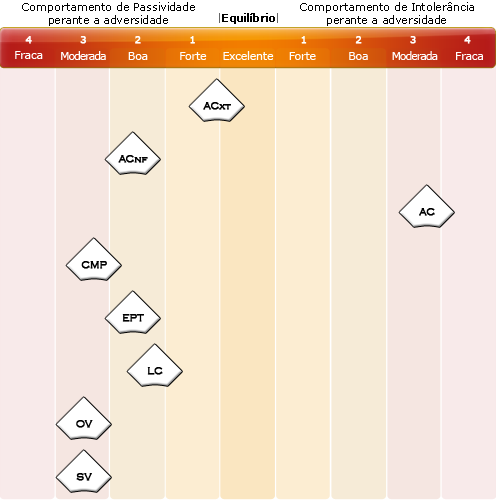 Comportamento de Passividade
perante a adversidade
|Equilíbrio|
Comportamento de Intolerância
perante a adversidade
4 3 2 1 1 2 3 4
Fraca Moderada Boa Forte Excelente Forte Boa Moderada Fraca
ACXT
ACNF
AC
CMP
EPT
LC
OV
SV